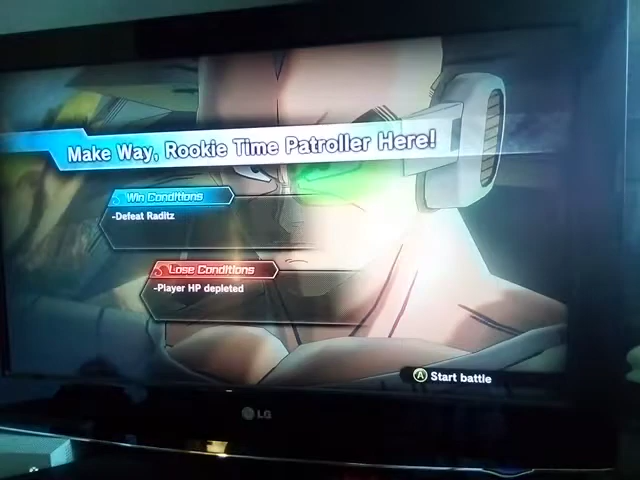 Make Way, Rookie Time Patroller Here!
Win Conditions
-Defeat Raditz
Lose Conditions
-Player HP depleted
A Start battle
LG